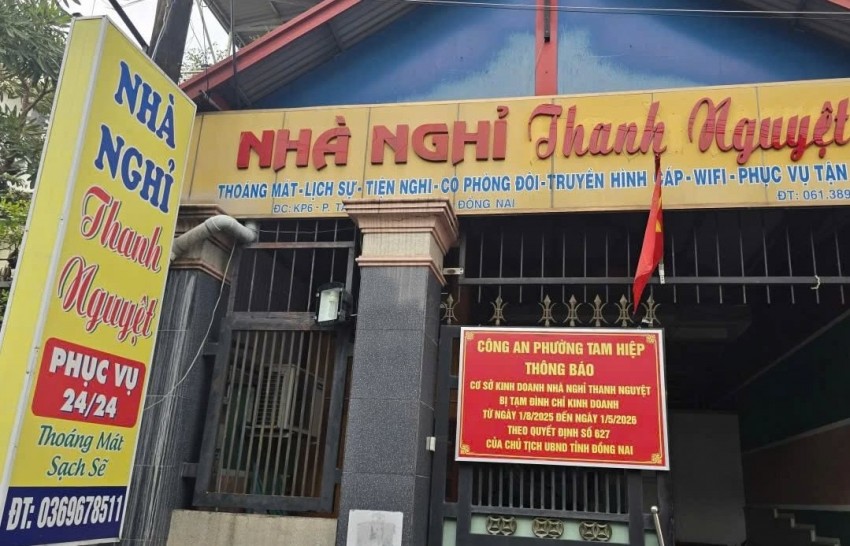 NHÀ NGHỈ Thanh Nguyệt
THOÁNG MÁT-LỊCH SỰ-TIỆN NGHI-CÓ PHÒNG ĐÔI-TRUYỀN HÌNH CÁP-WIFI-PHỤC VỤ TẬN
ĐC: KP6 - P. ĐỒNG NAI
ĐT: 061.389
NHÀ
NGHỈ
Thanh
Nguyệt
PHỤC VỤ
24/24
Thoáng Mát
Sạch Sẽ
ĐT: 0369678511
CÔNG AN PHƯỜNG TAM HIỆP
THÔNG BÁO
CƠ SỞ KINH DOANH NHÀ NGHỈ THANH NGUYỆT
BỊ TẠM ĐÌNH CHỈ KINH DOANH
TỪ NGÀY 1/8/2025 ĐẾN NGÀY 1/5/2026
THEO QUYẾT ĐỊNH SỐ 627
CỦA CHỦ TỊCH UBND TỈNH ĐỒNG NAI